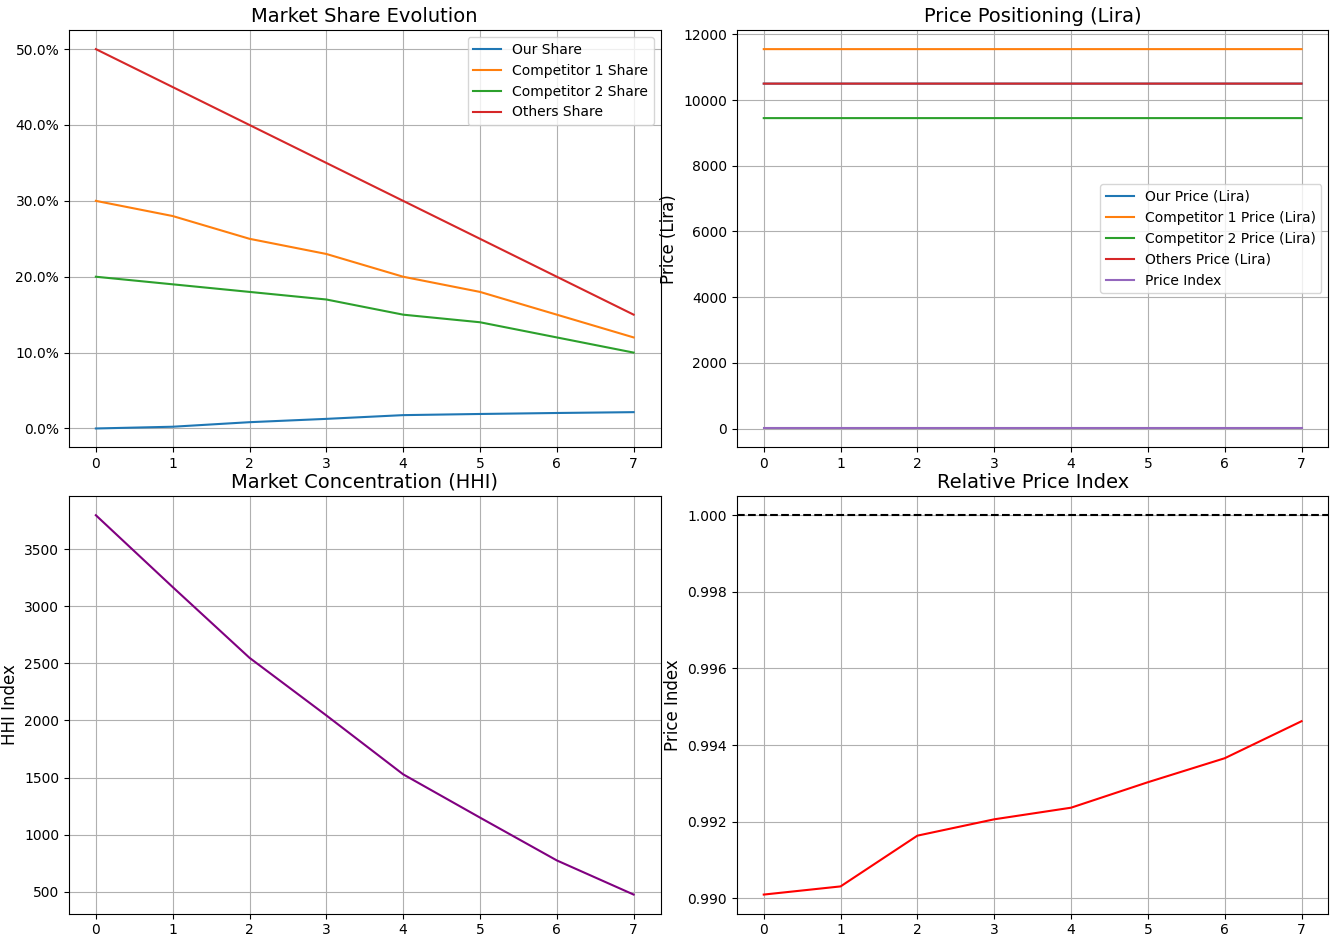 Market Share Evolution
50.0%
40.0%
30.0%
20.0%
10.0%
0.0%
0 1 2 3 4 5 6 7
Our Share
Competitor 1 Share
Competitor 2 Share
Others Share
Price Positioning (Lira)
Price (Lira)
12000
10000
8000
6000
4000
2000
0
0 1 2 3 4 5 6 7
Our Price (Lira)
Competitor 1 Price (Lira)
Competitor 2 Price (Lira)
Others Price (Lira)
Price Index
Market Concentration (HHI)
HHI Index
3500
3000
2500
2000
1500
1000
500
0 1 2 3 4 5 6 7
Relative Price Index
Price Index
1.000
0.998
0.996
0.994
0.992
0.990
0 1 2 3 4 5 6 7